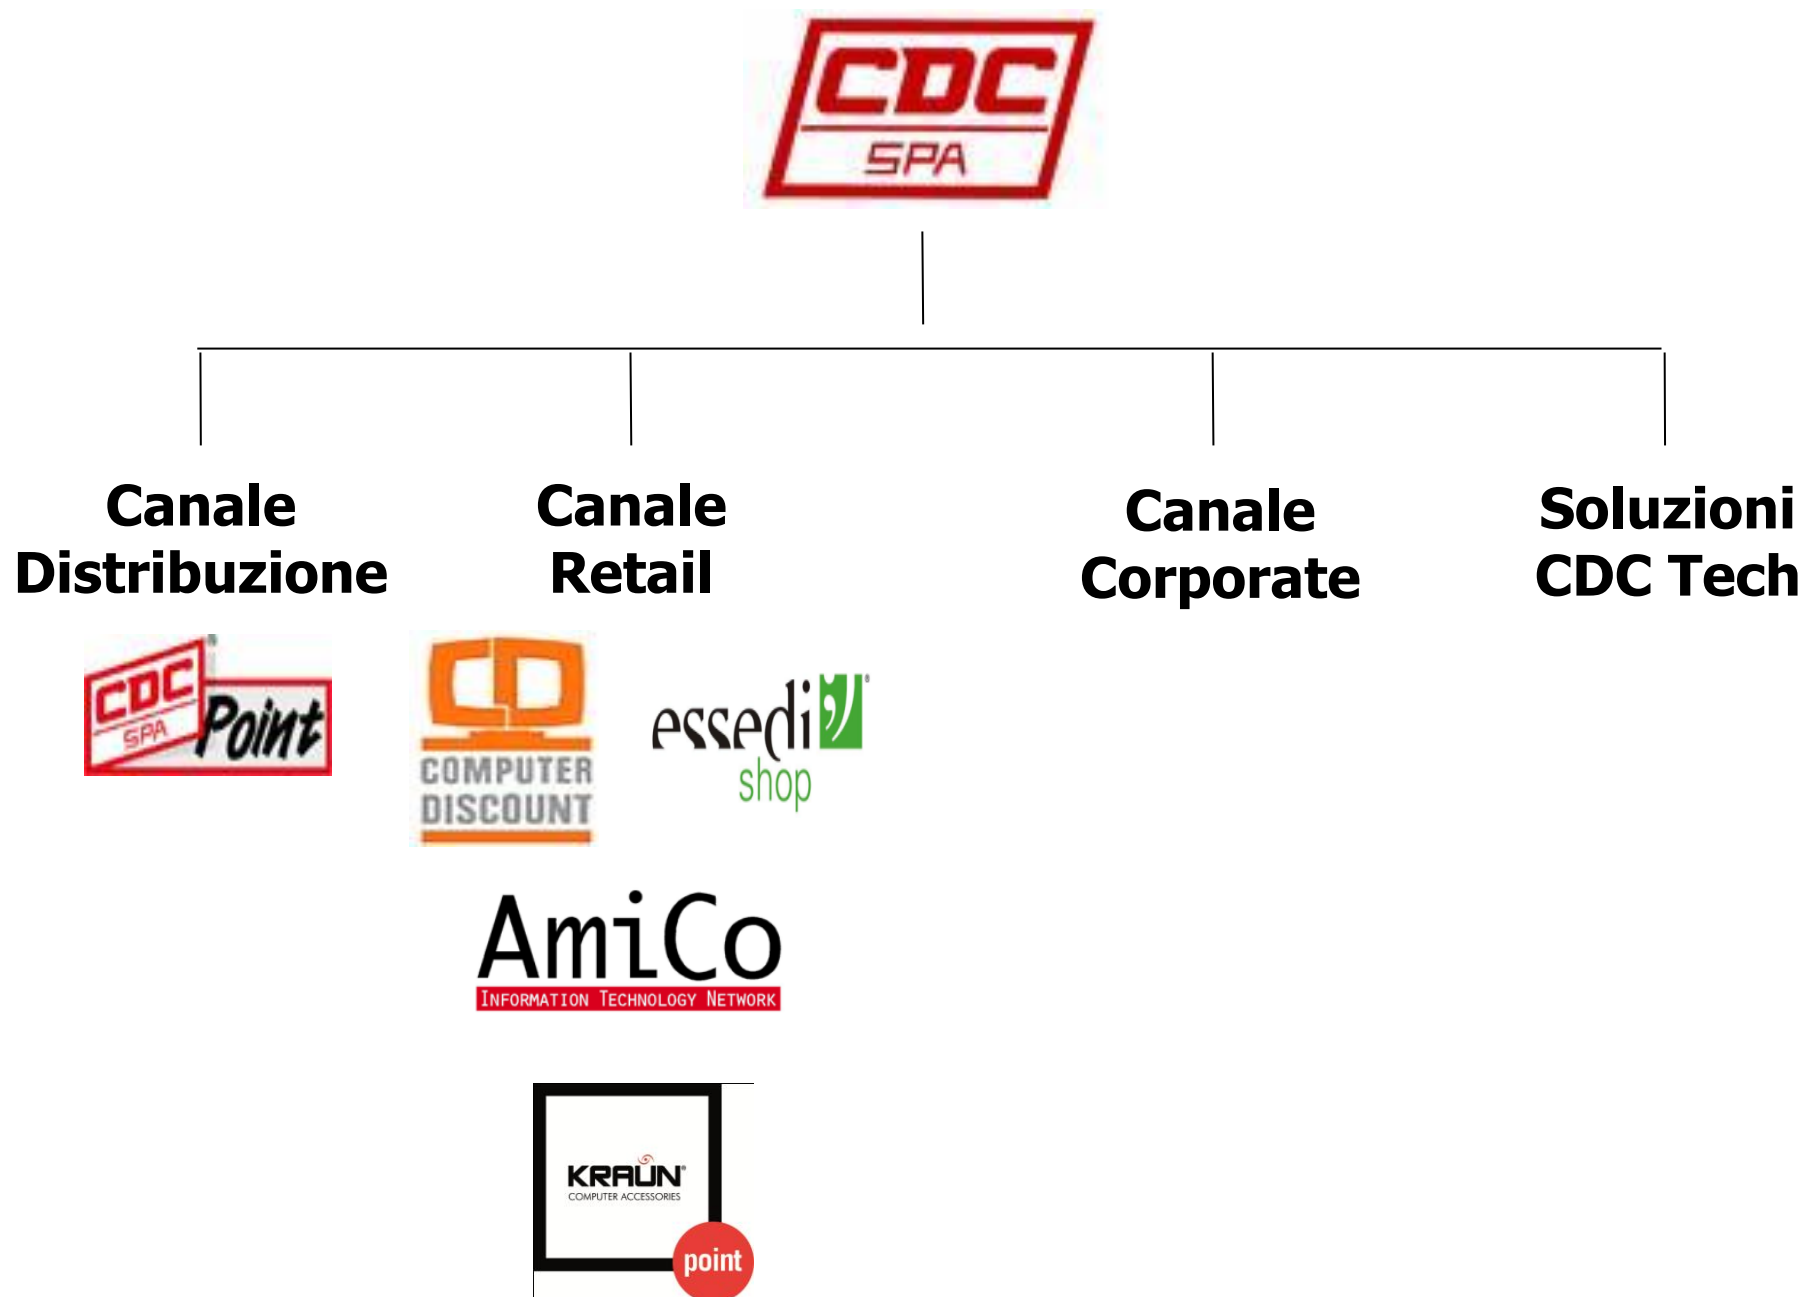 CDC
SPA
Canale
Distribuzione
Canale
Retail
Canale
Corporate
Soluzioni
CDC Tech
CDC
SPA
Point
CD
COMPUTER
DISCOUNT
essedi
shop
AmiCo
INFORMATION TECHNOLOGY NETWORK
KRAUN®
COMPUTER ACCESSORIES
point